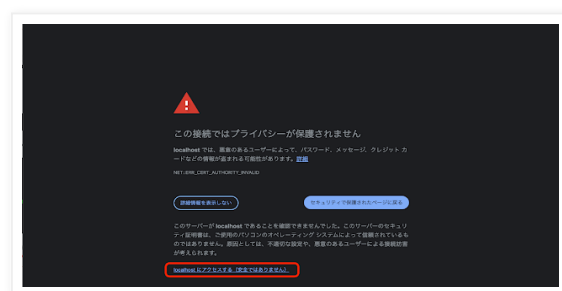 この接続ではプライバシーが保護されません
localhost では、悪意のあるユーザーによって、パスワード、メッセージ、クレジット カ
ードなどの情報が盗まれる可能性があります。詳細
NET::ERR_CERT_AUTHORITY_INVALID
詳細情報を表示しない
セキュリティで保護されたページに戻る
このサーバーが localhost であることを確認できませんでした。このサーバーのセキュリ
ティ証明書は、ご使用のパソコンのオペレーティング システムによって信頼されているも
のではありません。原因としては、不適切な設定や、悪意のあるユーザーによる接続妨害
が考えられます。
localhost にアクセスする（安全ではありません）